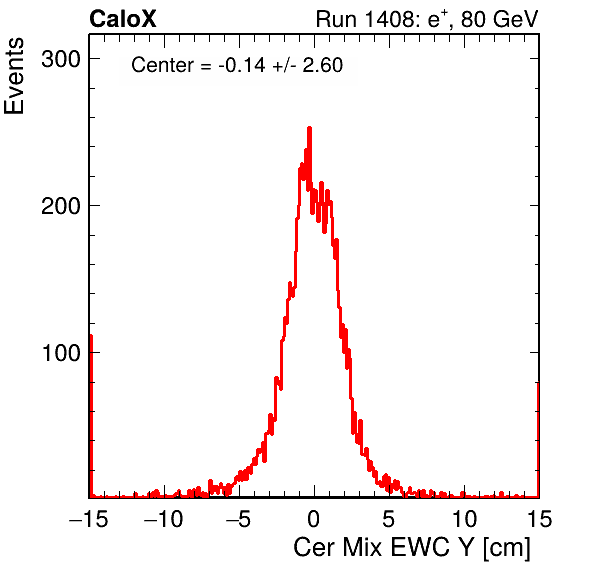 CaloX Run 1408: e⁺, 80 GeV
Events
Center = -0.14 +/- 2.60
300
200
100
−15 −10 −5 0 5 10 15
Cer Mix EWC Y [cm]